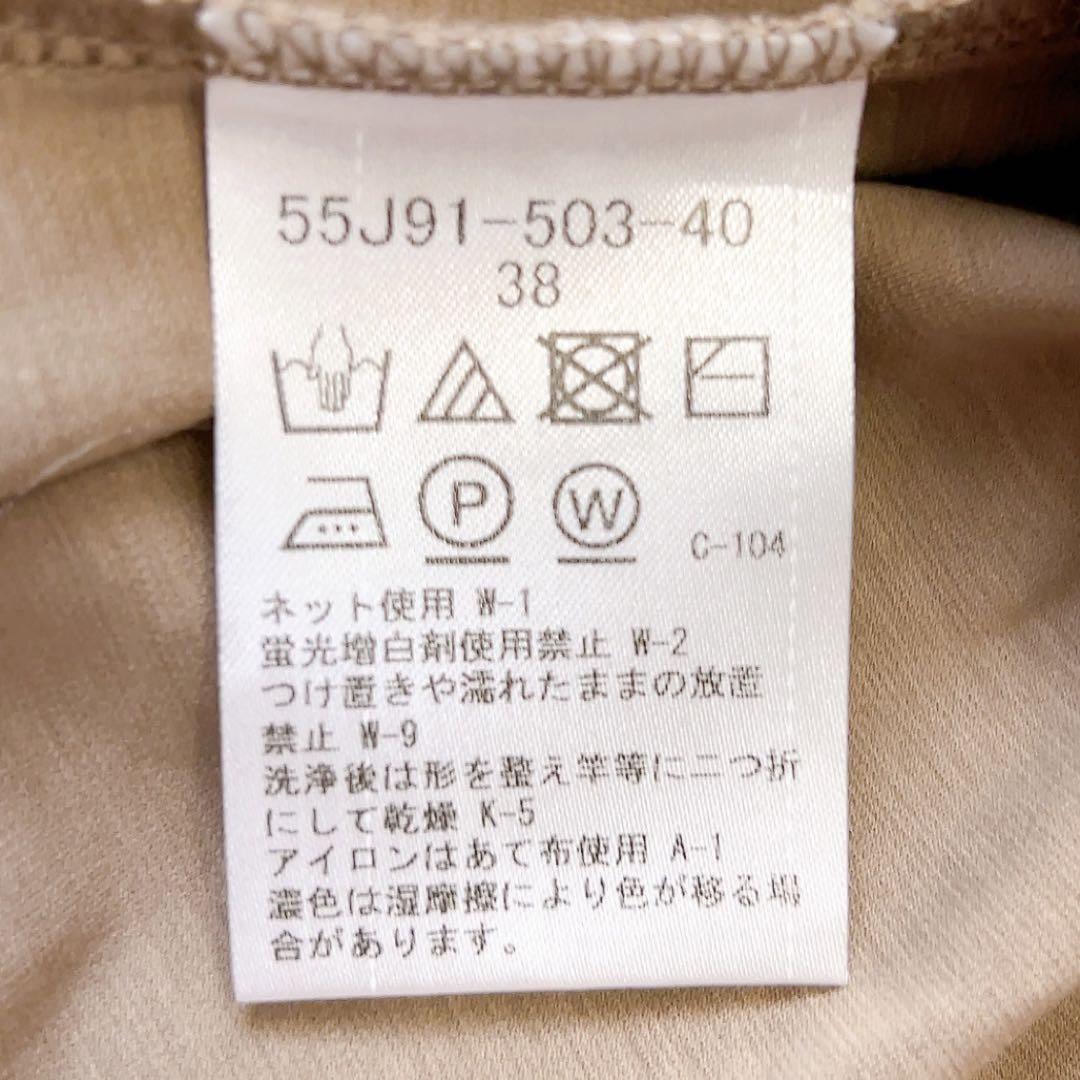 55J91-503-40
38
P W C-104
ネット使用 W-1
蛍光増白剤使用禁止 W-2
つけ置きや濡れたままの放置
禁止 W-9
洗浄後は形を整え竿等に二つ折
にして乾燥 K-5
アイロンはあて布使用 A-1
濃色は湿摩擦により色が移る場
合があります。